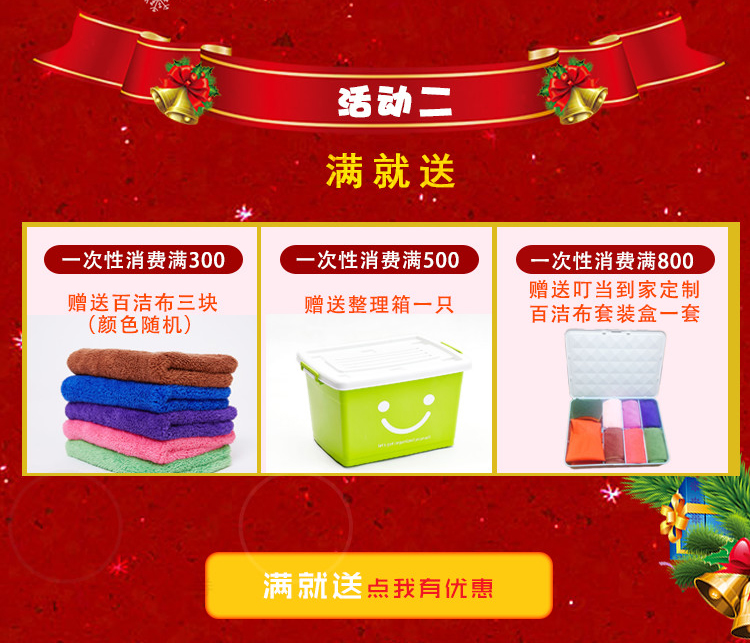 活动二
满就送
一次性消费满300
赠送百洁布三块
（颜色随机）
一次性消费满500
赠送整理箱一只
一次性消费满800
赠送叮当到家定制
百洁布套装盒一套
满就送点我有优惠